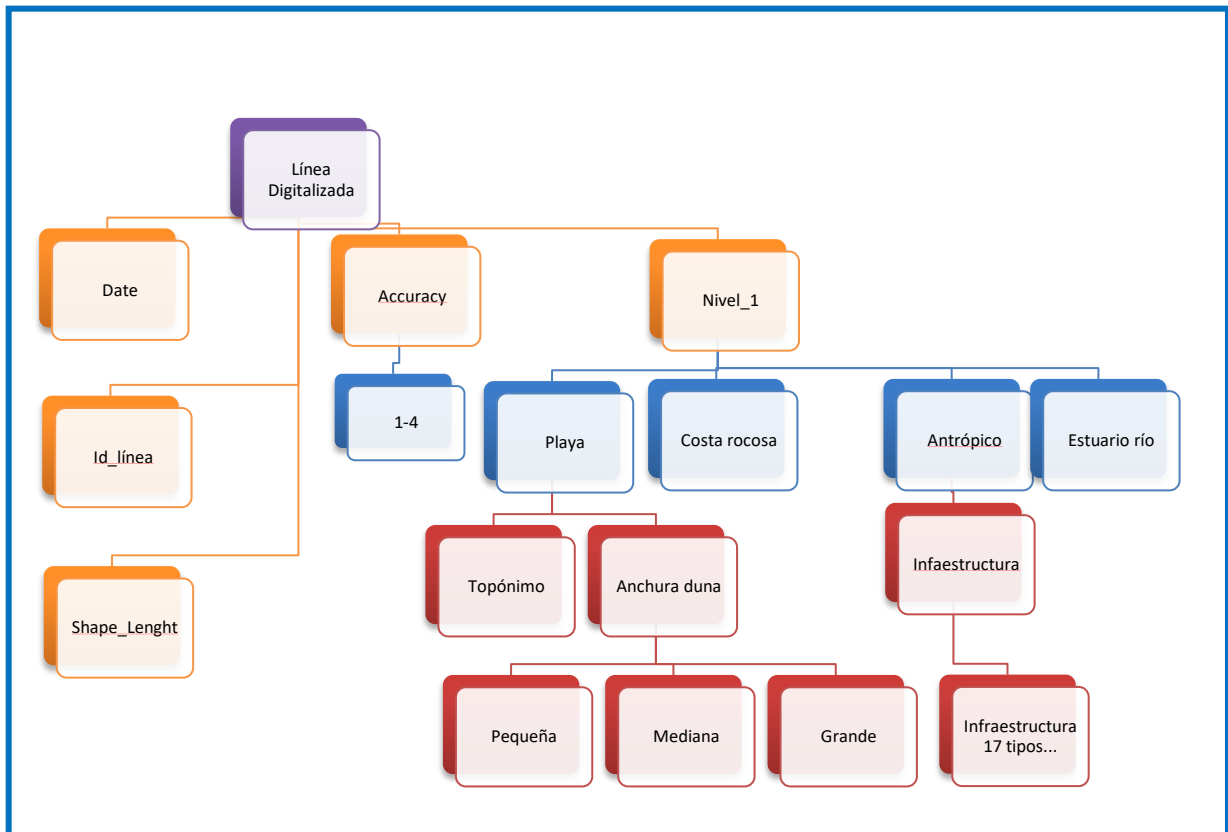 Línea
Digitalizada
Date
Accuracy
Nivel_1
Id_línea
1-4
Playa
Costa rocosa
Antrópico
Estuario río
Shape_Lenght
Topónimo
Anchura duna
Infaestructura
Pequeña
Mediana
Grande
Infraestructura
17 tipos...